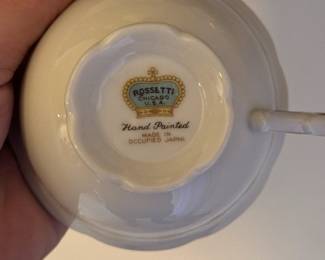 ROSSETTI
CHICAGO
U.S.A.
Hand Painted
MADE IN
OCCUPIED JAPAN